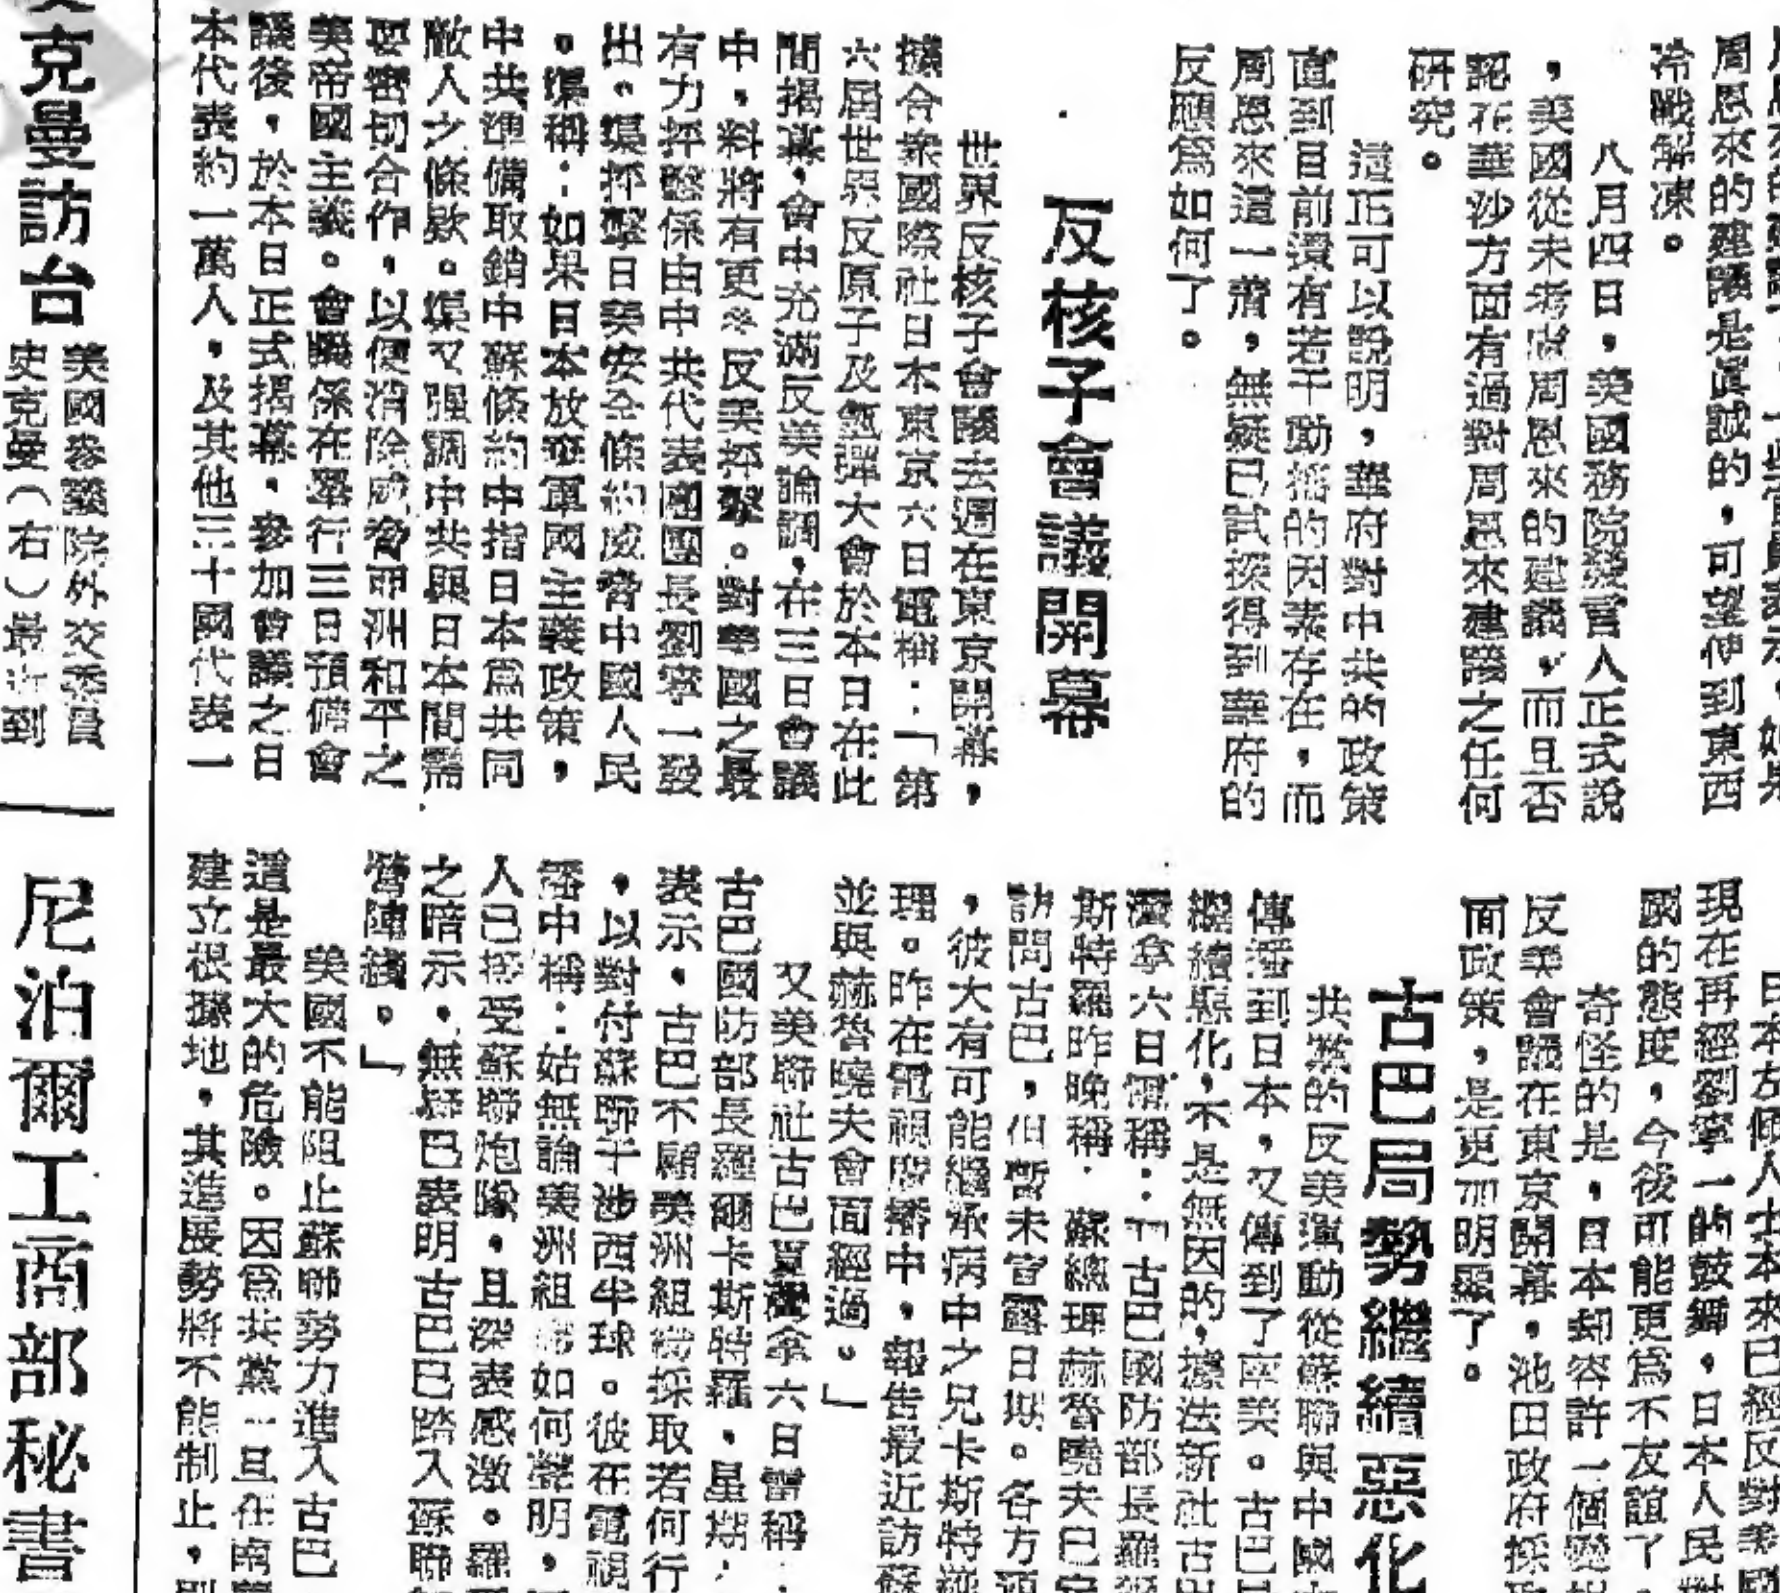 周恩來的建議是眞誠的，可望使到東西
冷戰解凍。
八月四日，美國務院發言人正式說
，美國從未考慮周恩來的建議，而且否
認在華沙方面有過對周恩來建議之任何
研究。
這正可以說明，華府對中共的政策
直到目前還有若干動搖的因素存在，而
周恩來這一着，無疑已試探得到華府的
反應爲如何了。
反核子會議開幕
世界反核子會議去週在東京開幕，
據合衆國際社日本東京六日電稱：「第
六屆世界反原子及氫彈大會於本日在此
間揭幕，會中充滿反美論調，在三日會議
中，料將有更多反美抨擊。對美國之最
有力抨擊係由中共代表團團長劉寧一發
出。渠抨擊日美安全條約威脅中國人民
。渠稱：如果日本放棄軍國主義政策，
中共準備取銷中蘇條約中指日本爲共同
敵人之條款。渠又强調中共與日本間需
要密切合作，以便消除威脅亞洲和平之
美帝國主義。會議係在舉行三日預備會
議後，於本日正式揭幕，參加會議之日
本代表約一萬人，及其他三十國代表一
現在再經劉寧一的鼓舞，日本人民對
國的態度，今後可能更爲不友誼了
奇怪的是，日本却容許一個
反美會議在東京開幕，池田政府採
面政策，是更加明顯了。
古巴局勢繼續惡化
共黨的反美運動從蘇聯與中國
傳播到日本，又傳到了南美。古巴
繼續惡化，不是無因的，據法新社古
灣拿六日電稱：「古巴國防部長羅
斯特羅昨晚稱，蘇總理赫魯曉夫已
訪問古巴，但暫未宣露日期。各方
，彼大有可能繼承病中之兄卡斯特
理。昨在電視廣播中，報告最近訪蘇
並與赫魯曉夫會面經過。」
又美聯社古巴夏灣拿六日電稱
古巴國防部長羅爾卡斯特羅，星期
表示，古巴不顧美洲組織採取若何行
，以對付蘇聯干涉西半球。彼在電視
中稱：姑無論美洲組織如何聲明，
人已接受蘇聯炮隊，且深表感激。羅
之暗示，無疑已表明古巴已踏入蘇聯
營陣綫。」
美國不能阻止蘇聯勢力進入古巴
這是最大的危險。因爲共黨一旦在南
建立根據地，其進展勢將不能制止，
克曼訪台
美國參議院外交委員
史克曼（右）最近到
尼泊爾工商部秘書